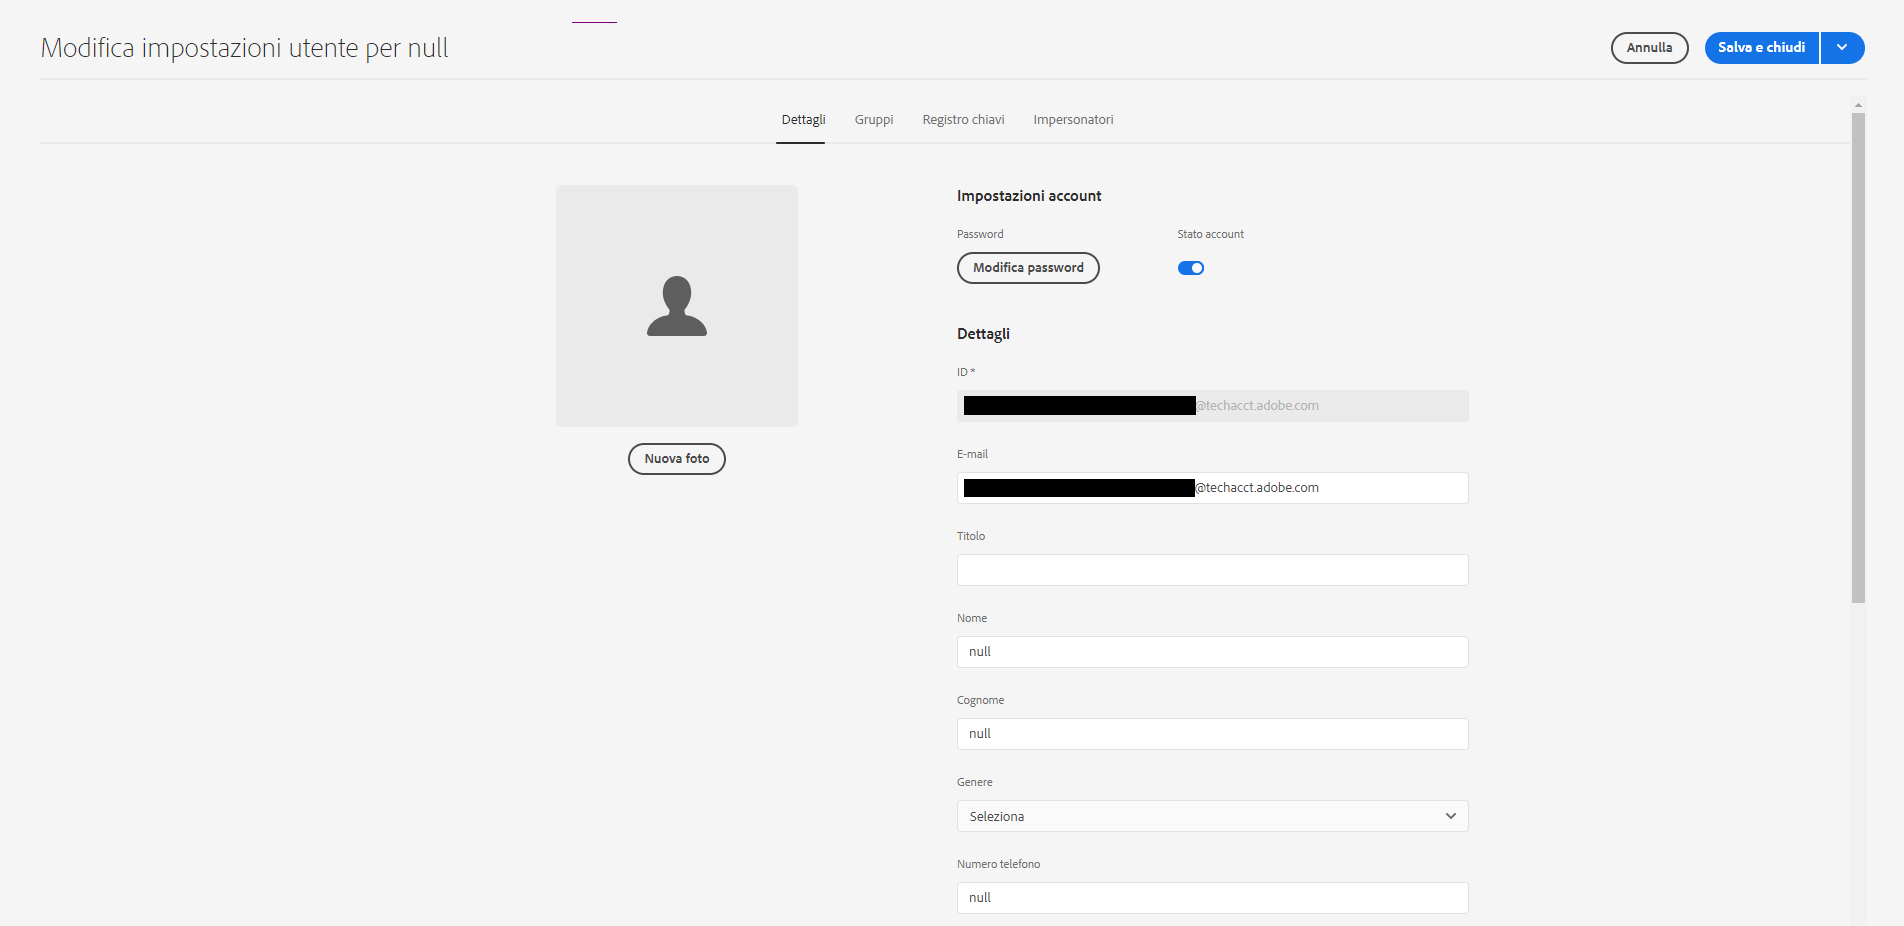 Modifica impostazioni utente per null
Annulla
Salva e chiudi
Dettagli
Gruppi
Registro chiavi
Impersonatori
Nuova foto
Impostazioni account
Password
Stato account
Modifica password
Dettagli
ID *
@techacct.adobe.com
E-mail
@techacct.adobe.com
Titolo
Nome
null
Cognome
null
Genere
Seleziona
Numero telefono
null